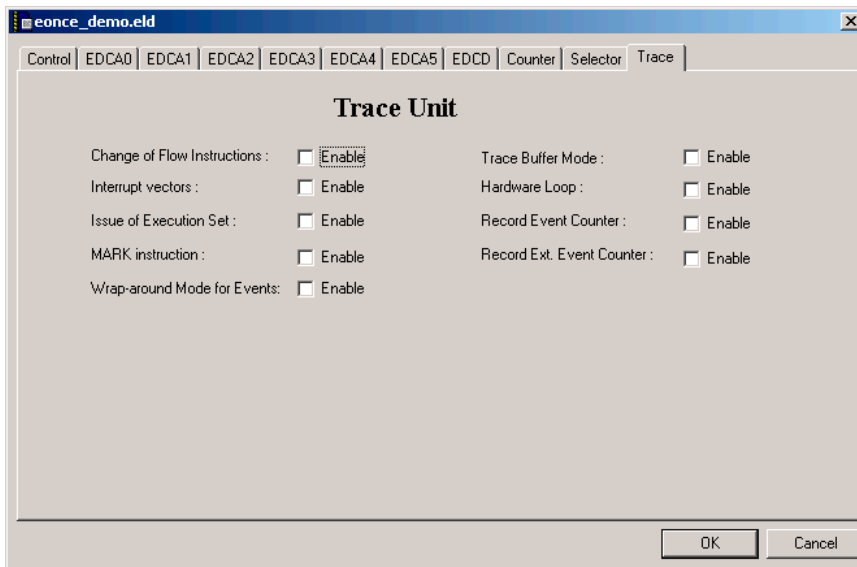 eonce_demo.eld
Control EDCA0 EDCA1 EDCA2 EDCA3 EDCA4 EDCA5 EDCD Counter Selector Trace
Trace Unit
Change of Flow Instructions : Enable
Interrupt vectors : Enable
Issue of Execution Set : Enable
MARK instruction : Enable
Wrap-around Mode for Events: Enable
Trace Buffer Mode : Enable
Hardware Loop : Enable
Record Event Counter : Enable
Record Ext. Event Counter : Enable
OK Cancel